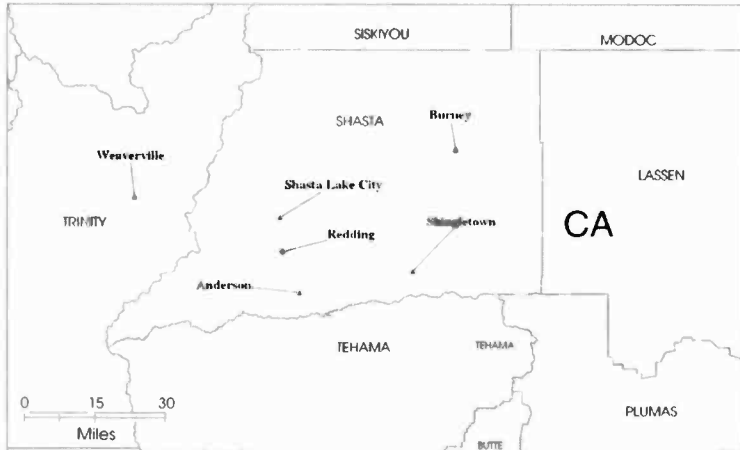 SISKIYOU
MODOC
SHASTA
Burney
Weaverville
LASSEN
Shasta Lake City
TRINITY
Shingletown
CA
Redding
Anderson
TEHAMA
TEHAMA
0 15 30
Miles
PLUMAS
BUTTE